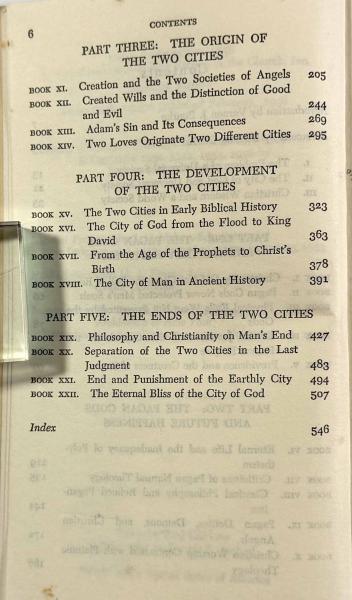 6
CONTENTS
PART THREE: THE ORIGIN OF
THE TWO CITIES
BOOK XI. Creation and the Two Societies of Angels 205
BOOK XII. Created Wills and the Distinction of Good
and Evil 244
BOOK XIII. Adam's Sin and Its Consequences 269
BOOK XIV. Two Loves Originate Two Different Cities 295
PART FOUR: THE DEVELOPMENT
OF THE TWO CITIES
BOOK XV. The Two Cities in Early Biblical History 323
BOOK XVI. The City of God from the Flood to King
David 363
BOOK XVII. From the Age of the Prophets to Christ's
Birth 378
BOOK XVIII. The City of Man in Ancient History 391
PART FIVE: THE ENDS OF THE TWO CITIES
BOOK XIX. Philosophy and Christianity on Man's End 427
BOOK XX. Separation of the Two Cities in the Last
Judgment 483
BOOK XXI. End and Punishment of the Earthly City 494
BOOK XXII. The Eternal Bliss of the City of God 507
Index 546